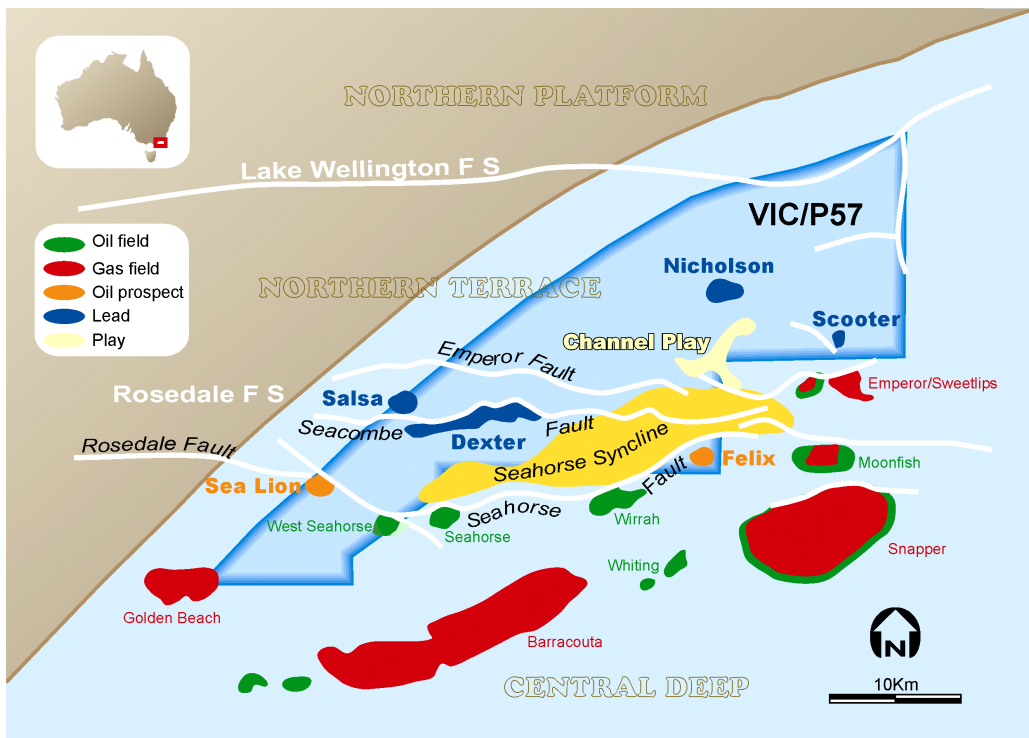 NORTHERN PLATFORM
Lake Wellington F S
VIC/P57
Oil field
Gas field
Oil prospect
Lead
Play
Nicholson
NORTHERN TERRACE
Scooter
Channel Play
Emperor Fault
Emperor/Sweetlips
Rosedale F S
Salsa
Seacombe Fault
Dexter
Rosedale Fault
Seahorse Syncline
Felix
Moonfish
Sea Lion
Seahorse Fault
West Seahorse
Seahorse
Wirrah
Snapper
Whiting
Golden Beach
Barracouta
N
CENTRAL DEEP
10Km